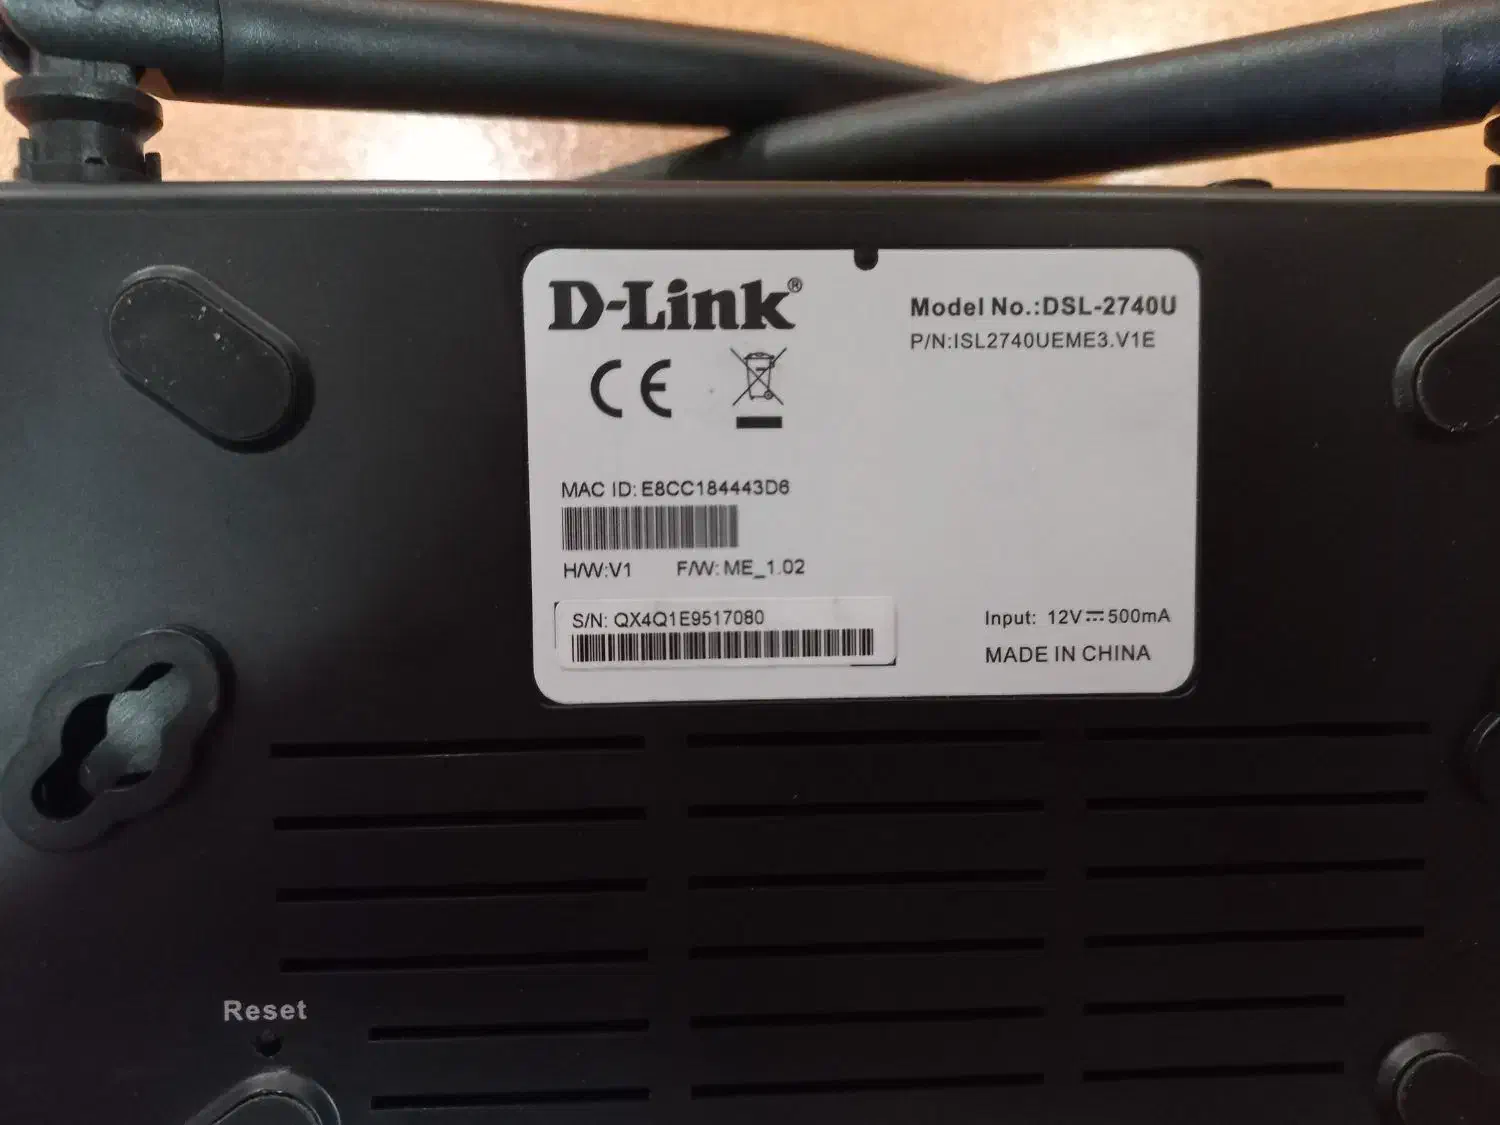 D-Link®
Model No.:DSL-2740U
P/N:ISL2740UEME3.V1E
CE
MAC ID: E8CC184443D6
H/W:V1 F/W: ME_1.02
S/N: QX4Q1E9517080
Input: 12V⎓500mA
MADE IN CHINA
Reset